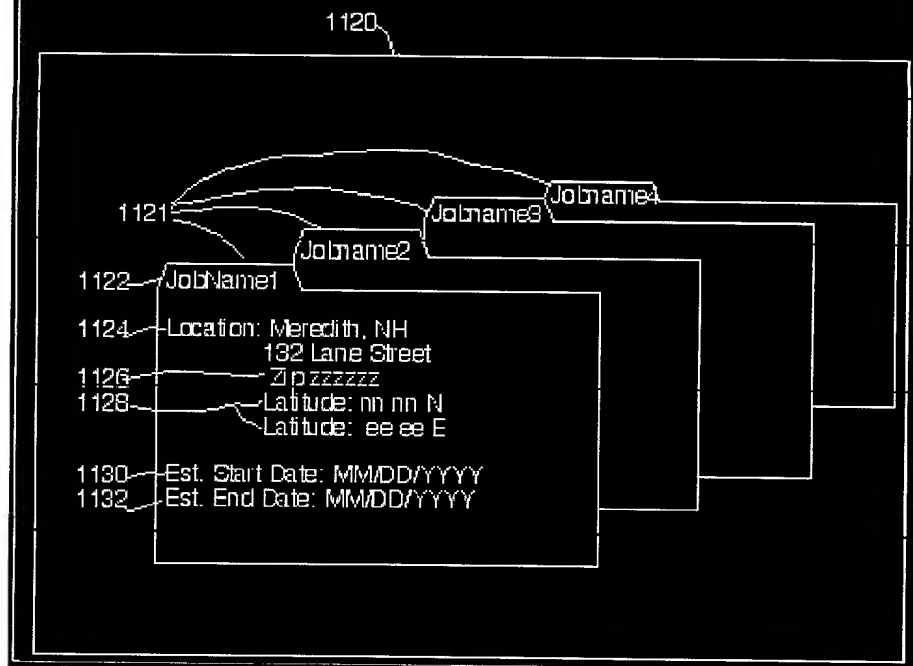 1120
Jobname4
1121 Jobname3
Jobname2
1122 JobName1
1124 Location: Meredith, NH
132 Lane Street
1126 Zip zzzzzz
1128 Latitude: nn nn N
Latitude: ee ee E
1130 Est. Start Date: MM/DD/YYYY
1132 Est. End Date: MM/DD/YYYY